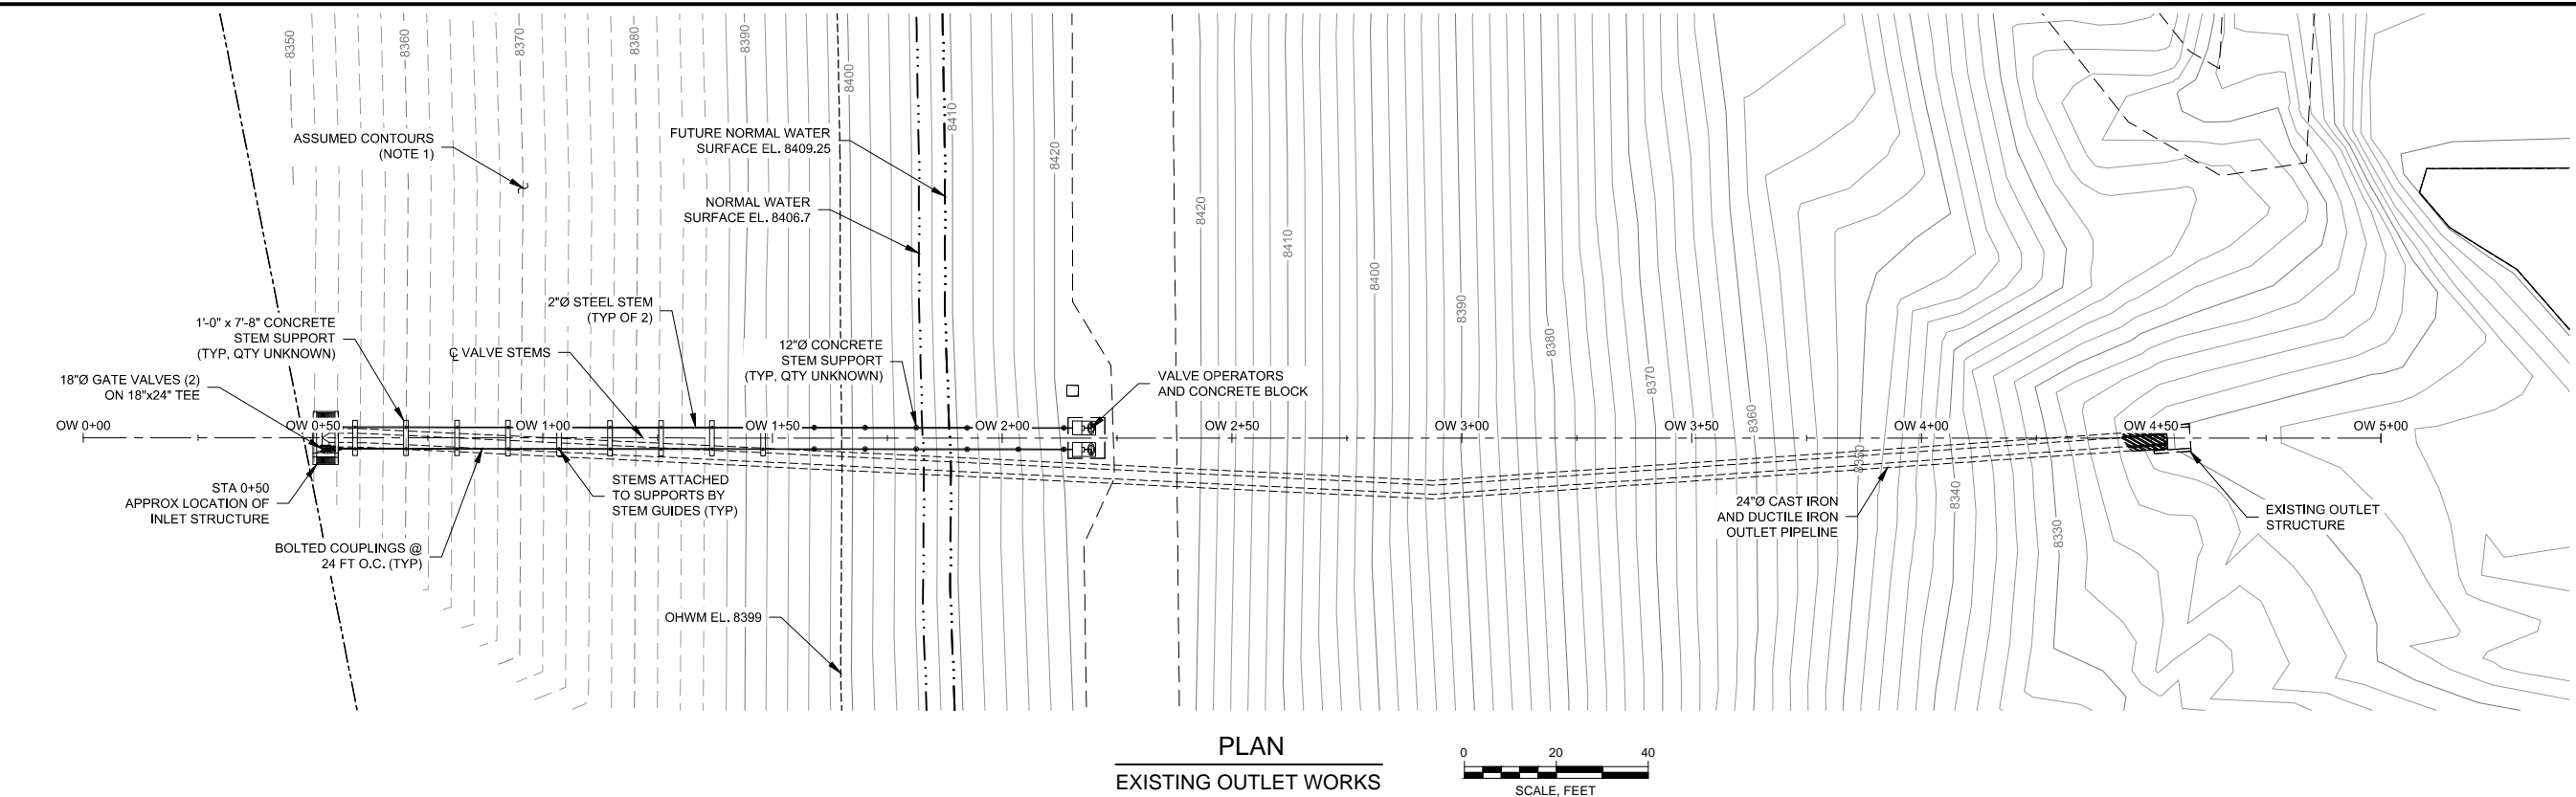 8350
8360
8370
8380
8390
8400
8410
8420
8420
8410
8400
8390
8380
8370
8360
8350
8340
8330
ASSUMED CONTOURS
(NOTE 1)
FUTURE NORMAL WATER
SURFACE EL. 8409.25
NORMAL WATER
SURFACE EL. 8406.7
1'-0" x 7'-8" CONCRETE
STEM SUPPORT
(TYP, QTY UNKNOWN)
2"Ø STEEL STEM
(TYP OF 2)
℄ VALVE STEMS
12"Ø CONCRETE
STEM SUPPORT
(TYP, QTY UNKNOWN)
18"Ø GATE VALVES (2)
ON 18"x24" TEE
VALVE OPERATORS
AND CONCRETE BLOCK
OW 0+00
OW 0+50
OW 1+00
OW 1+50
OW 2+00
OW 2+50
OW 3+00
OW 3+50
OW 4+00
OW 4+50
OW 5+00
STA 0+50
APPROX LOCATION OF
INLET STRUCTURE
BOLTED COUPLINGS @
24 FT O.C. (TYP)
STEMS ATTACHED
TO SUPPORTS BY
STEM GUIDES (TYP)
24"Ø CAST IRON
AND DUCTILE IRON
OUTLET PIPELINE
EXISTING OUTLET
STRUCTURE
OHWM EL. 8399
PLAN
EXISTING OUTLET WORKS
0 20 40
SCALE, FEET